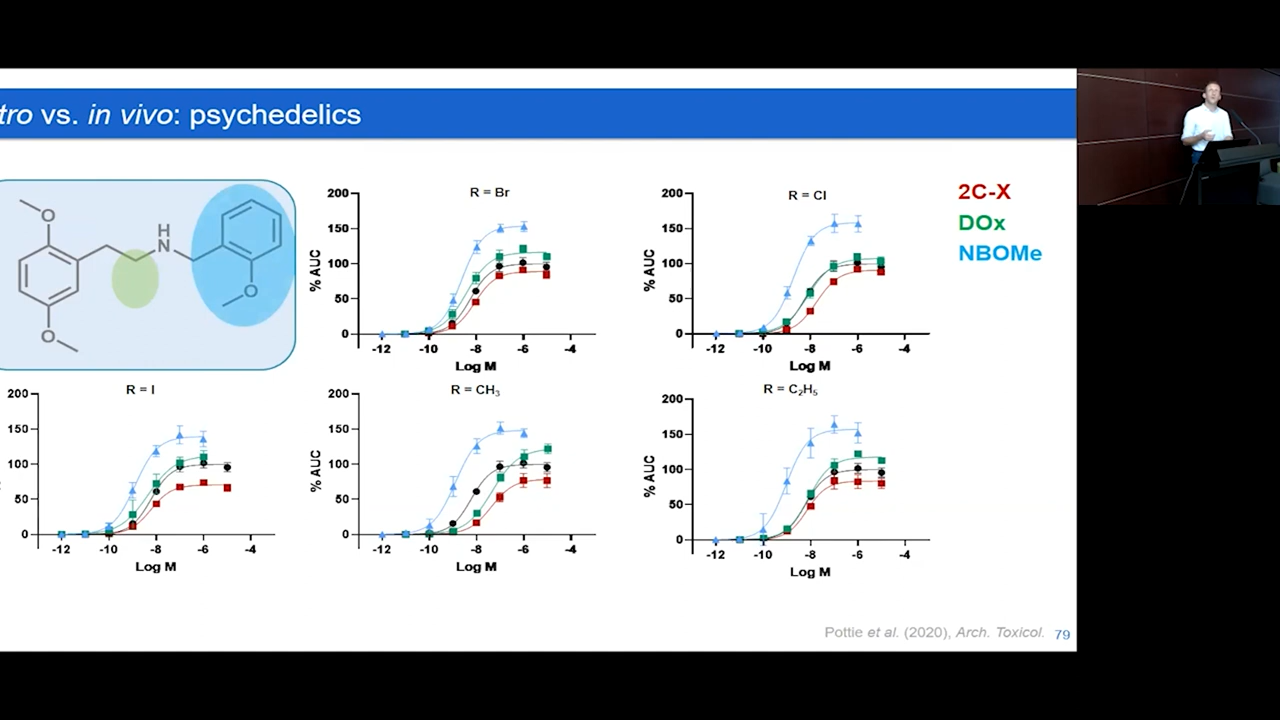 tro vs. in vivo: psychedelics
O
H
N
O
O
R = Br
200
150
100
50
0
% AUC
-12 -10 -8 -6 -4
Log M
R = Cl
200
150
100
50
0
% AUC
-12 -10 -8 -6 -4
Log M
2C-X
DOx
NBOMe
R = I
200
150
100
50
0
-12 -10 -8 -6 -4
Log M
R = CH₃
200
150
100
50
0
% AUC
-12 -10 -8 -6 -4
Log M
R = C₂H₅
200
150
100
50
0
% AUC
-12 -10 -8 -6 -4
Log M
Pottie et al. (2020), Arch. Toxicol. 79